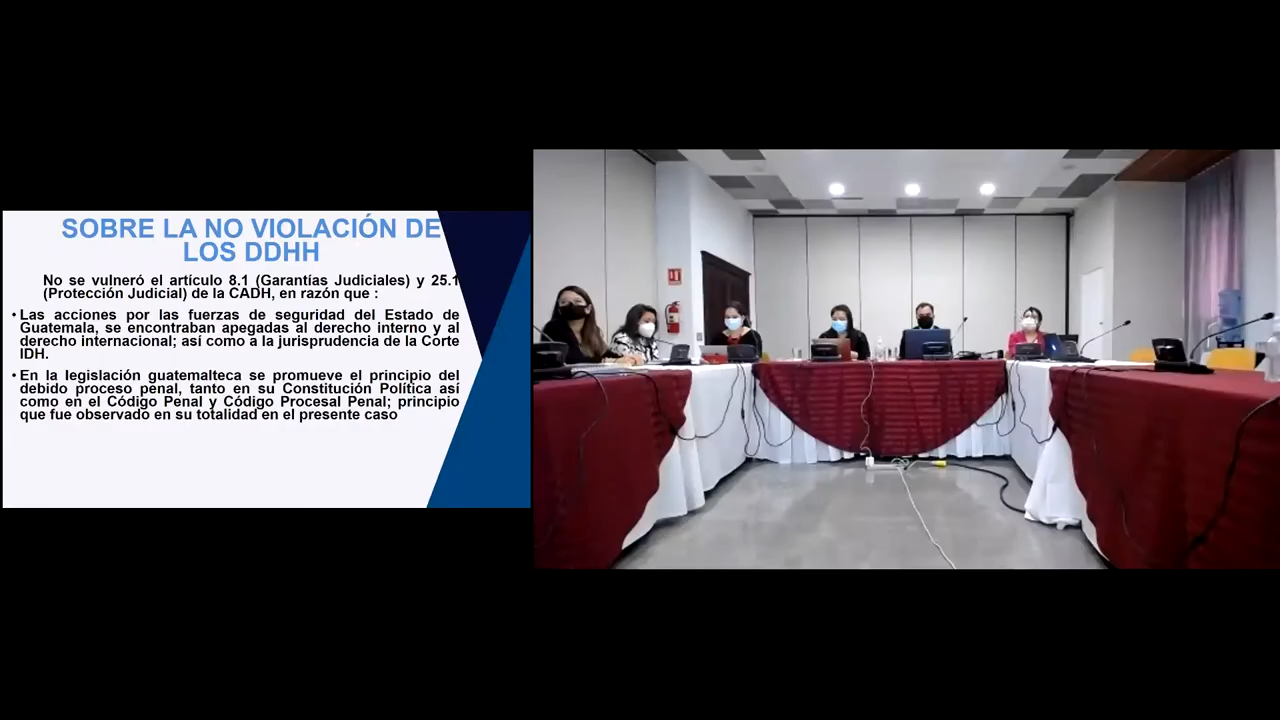 SOBRE LA NO VIOLACIÓN DE
LOS DDHH
No se vulneró el artículo 8.1 (Garantías Judiciales) y 25.1
(Protección Judicial) de la CADH, en razón que :
• Las acciones por las fuerzas de seguridad del Estado de
Guatemala, se encontraban apegadas al derecho interno y al
derecho internacional; así como a la jurisprudencia de la Corte
IDH.
• En la legislación guatemalteca se promueve el principio del
debido proceso penal, tanto en su Constitución Política así
como en el Código Penal y Código Procesal Penal; principio
que fue observado en su totalidad en el presente caso